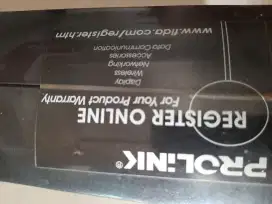 PROLiNK®
REGISTER ONLINE
For Your Product Warranty
Display
Wireless
Networking
Accessories
Data Communication
www.fida.com/register.htm